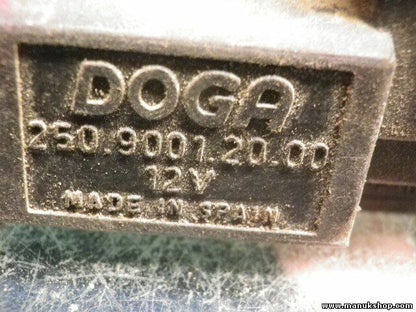 DOGA
250.9001.20.00
12V
MADE IN SPAIN
www.manukshop.com